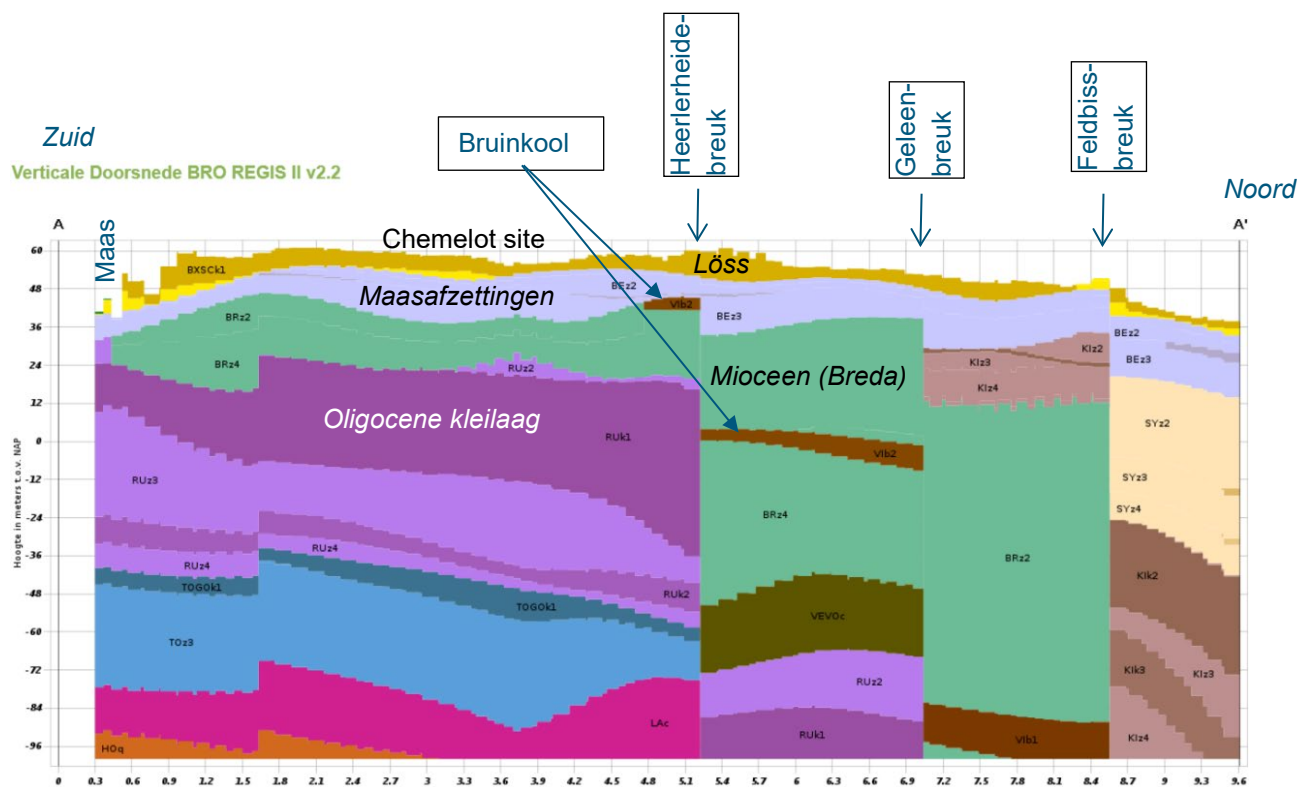 Zuid
Verticale Doorsnede BRO REGIS II v2.2
Bruinkool
Heerlerheide-
breuk
Geleen-
breuk
Feldbiss-
breuk
Noord
A
A'
Maas
Chemelot site
Löss
Maasafzettingen
Mioceen (Breda)
Oligocene kleilaag
BXSCk1
BEz2
VIb2
BEz3
BRz2
BRz4
RUz2
RUk1
RUz3
RUz4
RUz4
TOGOk1
TOGOk1
RUk2
TOz3
LAc
HOq
VIb2
BRz4
VEVOc
RUz2
RUk1
KIz3
KIz2
KIz4
BRz2
VIb1
BEz2
BEz3
SYz2
SYz3
SYz4
KIk2
KIz3
KIk3
KIz4
Hoogte in meters t.o.v. NAP
60
48
36
24
12
0
-12
-24
-36
-48
-60
-72
-84
-96
0 0.3 0.6 0.9 1.2 1.5 1.8 2.1 2.4 2.7 3 3.3 3.6 3.9 4.2 4.5 4.8 5.1 5.4 5.7 6 6.3 6.6 6.9 7.2 7.5 7.8 8.1 8.4 8.7 9 9.3 9.6